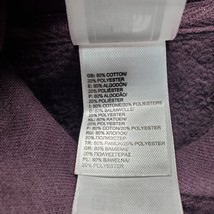 GB: 80% COTTON/
20% POLYESTER
E: 80% ALGODÓN/
20% POLIÉSTER
P: 80% ALGODÃO/
20% POLIÉSTER
I: 80% COTONE/20% POLIESTERE
80% BAUMWOLLE/
20% POLYESTER
NL: 80% KATOEN/
20% POLYESTER
F: 80% COTON/20% POLYESTER
RU: 80% ХЛОПОК/
20% ПОЛИЭСТЕР
TR: 80% PAMUK/
20% POLYESTER
GR: 80% ΒΑΜΒΑΚΙ/
20% ΠΟΛΥΕΣΤΕΡΑΣ
PL: 80% BAWEŁNA/
20%